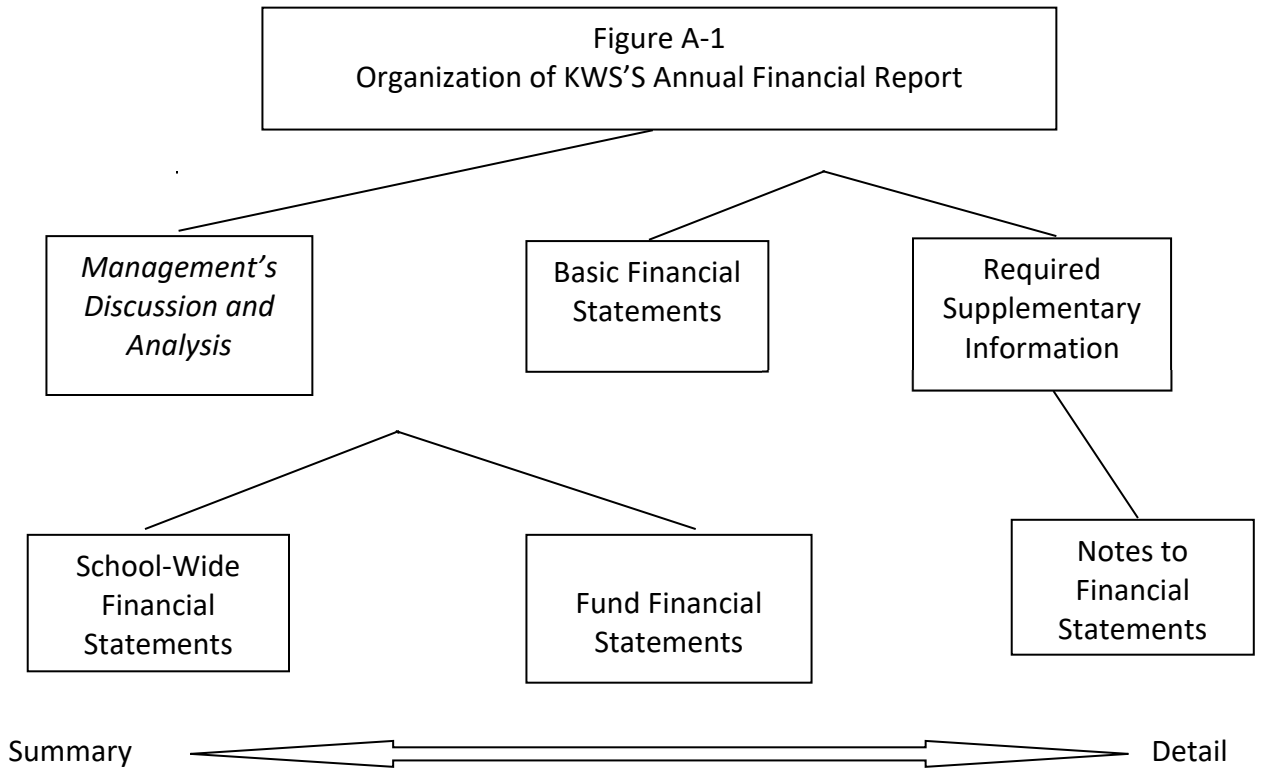 Figure A-1
Organization of KWS'S Annual Financial Report
Management's
Discussion and
Analysis
Basic Financial
Statements
Required
Supplementary
Information
School-Wide
Financial
Statements
Fund Financial
Statements
Notes to
Financial
Statements
Summary
Detail